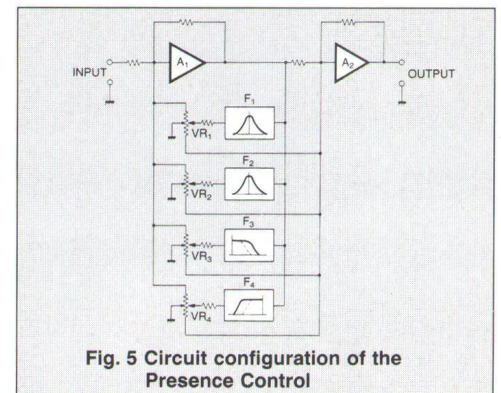 INPUT
A1
A2
OUTPUT
F1
VR1
F2
VR2
F3
VR3
F4
VR4
Fig. 5 Circuit configuration of the
Presence Control